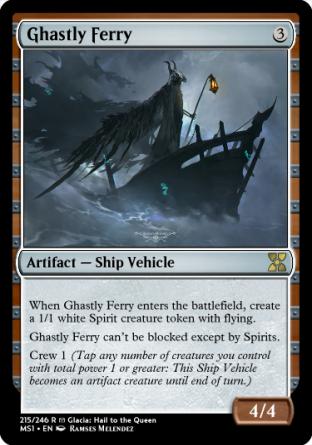 Ghastly Ferry 3
Artifact — Ship Vehicle
When Ghastly Ferry enters the battlefield, create
a 1/1 white Spirit creature token with flying.
Ghastly Ferry can't be blocked except by Spirits.
Crew 1 (Tap any number of creatures you control
with total power 1 or greater: This Ship Vehicle
becomes an artifact creature until end of turn.)
4/4
215/246 R m Glacia: Hail to the Queen
MS1 • EN Ramses Melendez